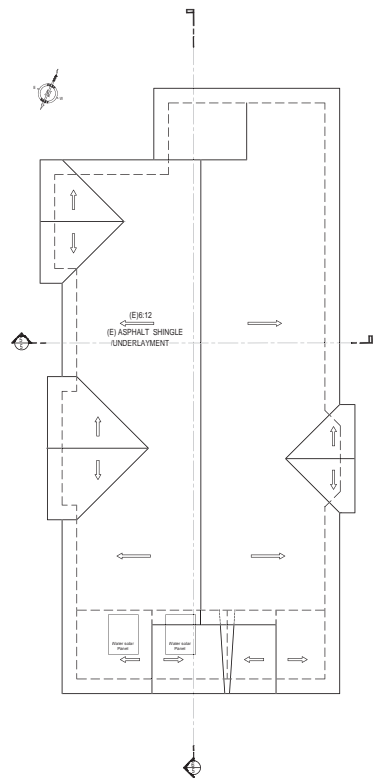 (E)6:12
(E) ASPHALT SHINGLE
/UNDERLAYMENT
Water solar
Panel
Water solar
Panel